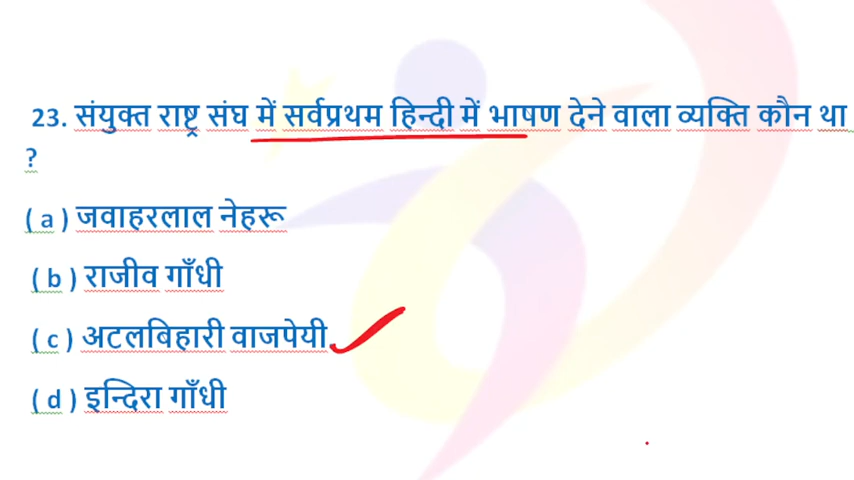 23. संयुक्त राष्ट्र संघ में सर्वप्रथम हिन्दी में भाषण देने वाला व्यक्ति कौन था
?
( a ) जवाहरलाल नेहरू
( b ) राजीव गाँधी
( c ) अटलबिहारी वाजपेयी
( d ) इन्दिरा गाँधी